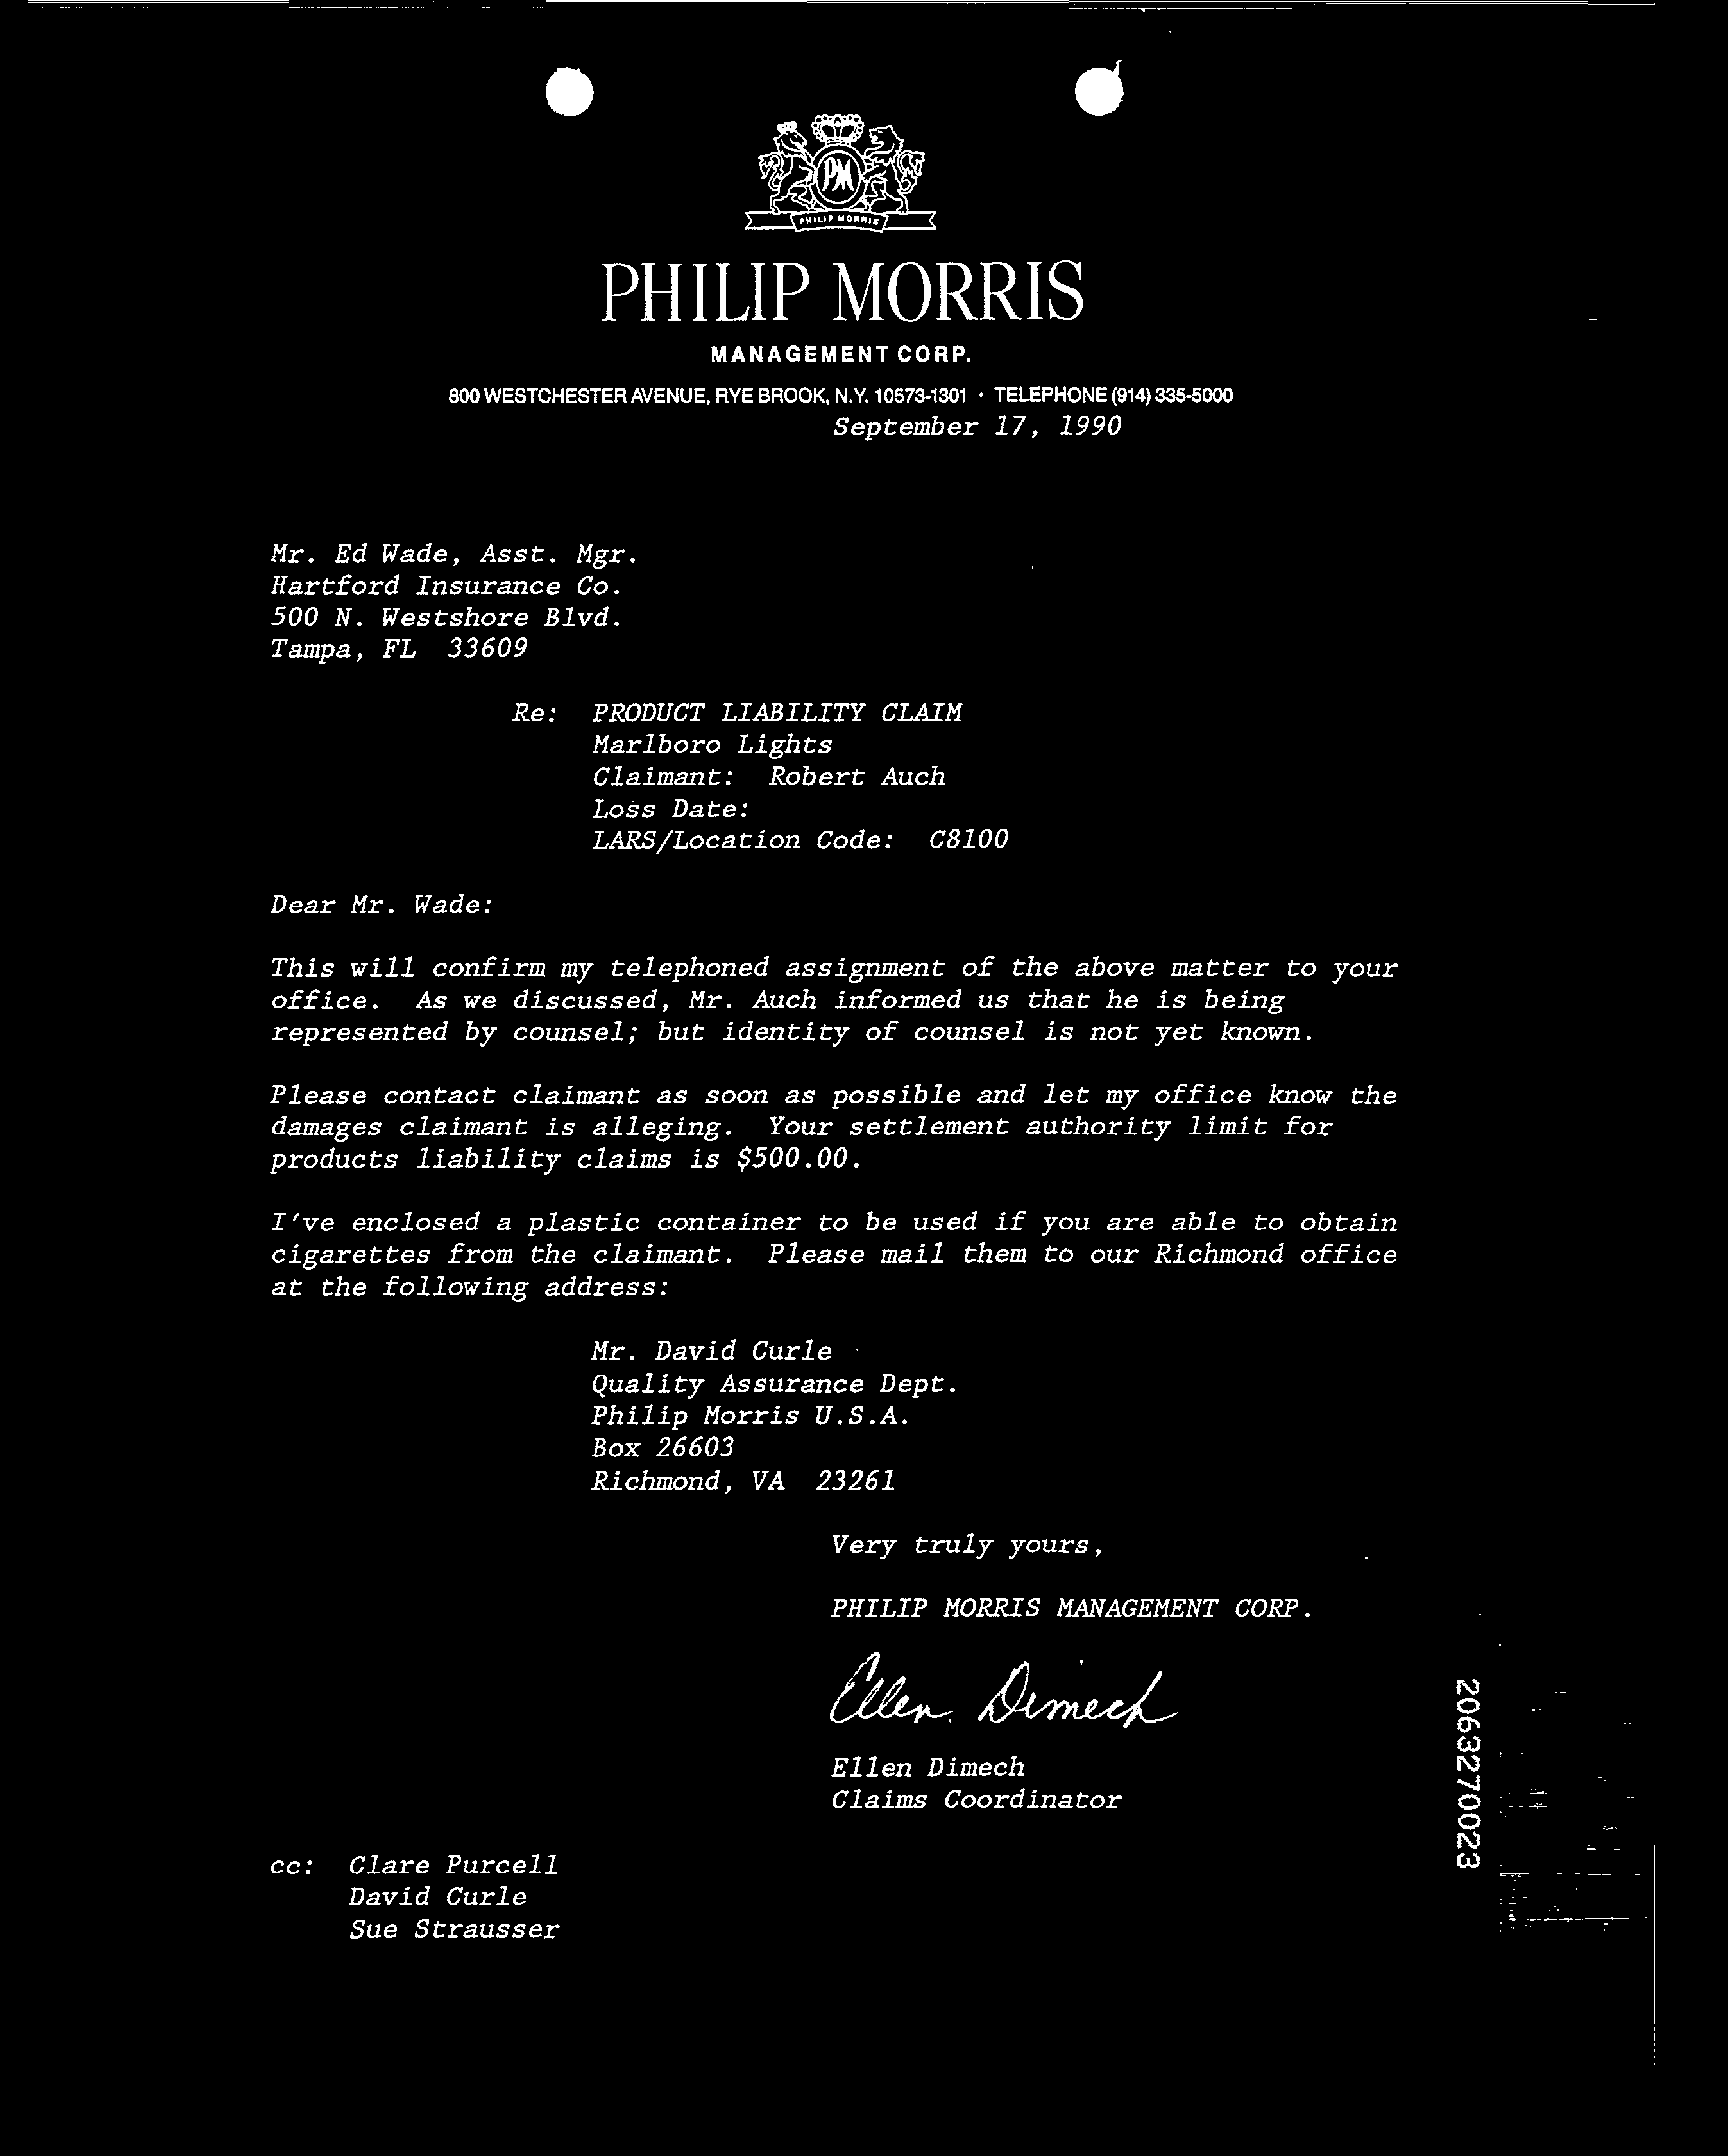 PM
PHILIP MORRIS
PHILIP MORRIS
MANAGEMENT CORP.
800 WESTCHESTER AVENUE, RYE BROOK, N.Y. 10573-1301 • TELEPHONE (914) 335-5000
September 17, 1990
Mr. Ed Wade, Asst. Mgr.
Hartford Insurance Co.
500 N. Westshore Blvd.
Tampa, FL 33609
Re: PRODUCT LIABILITY CLAIM
Marlboro Lights
Claimant: Robert Auch
Loss Date:
LARS/Location Code: C8100
Dear Mr. Wade:
This will confirm my telephoned assignment of the above matter to your
office. As we discussed, Mr. Auch informed us that he is being
represented by counsel; but identity of counsel is not yet known.
Please contact claimant as soon as possible and let my office know the
damages claimant is alleging. Your settlement authority limit for
products liability claims is $500.00.
I've enclosed a plastic container to be used if you are able to obtain
cigarettes from the claimant. Please mail them to our Richmond office
at the following address:
Mr. David Curle
Quality Assurance Dept.
Philip Morris U.S.A.
Box 26603
Richmond, VA 23261
Very truly yours,
PHILIP MORRIS MANAGEMENT CORP.
Ellen Dimech
Ellen Dimech
Claims Coordinator
cc: Clare Purcell
David Curle
Sue Strausser
2063270023